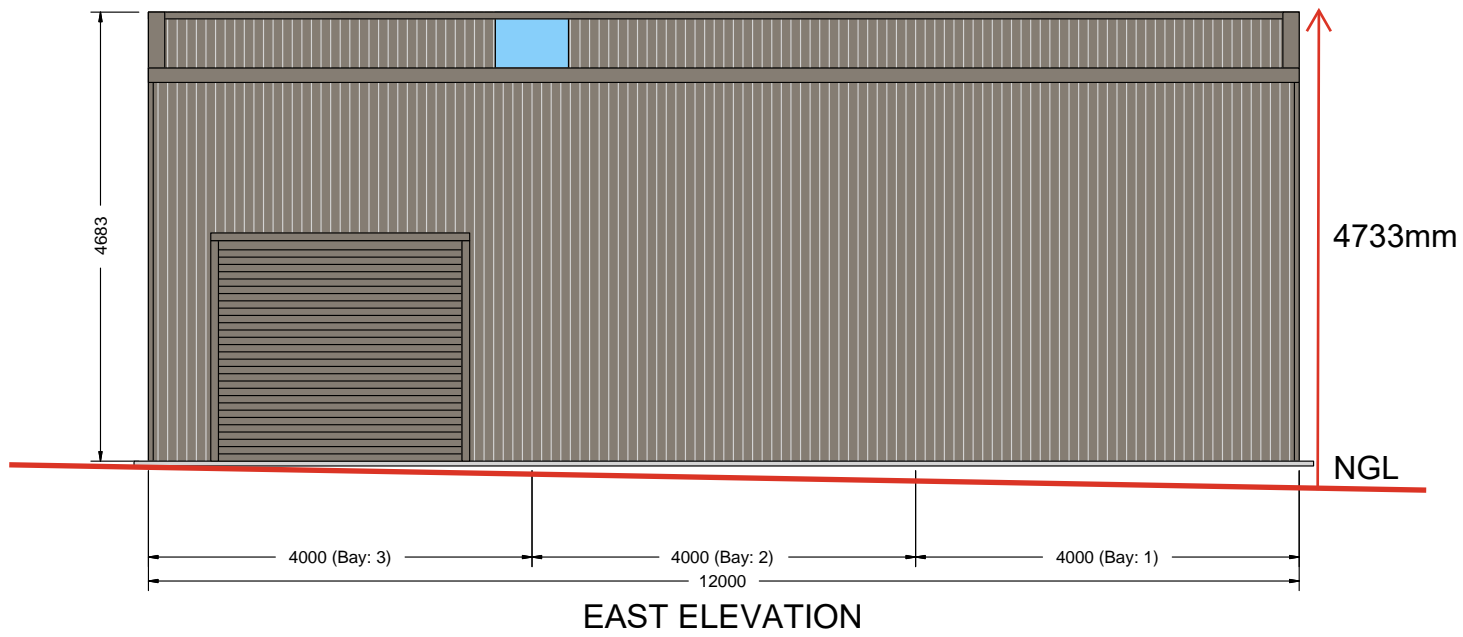 4683
4733mm
NGL
4000 (Bay: 3)
4000 (Bay: 2)
4000 (Bay: 1)
12000
EAST ELEVATION